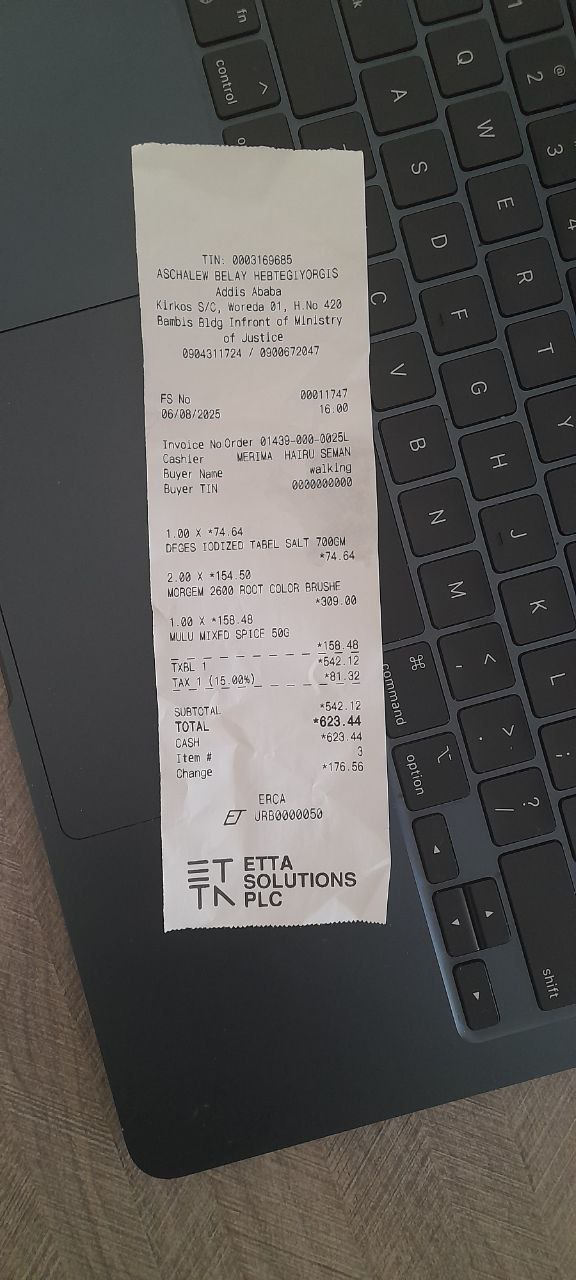 TIN: 0003169685
ASCHALEW BELAY HEBTEGIYORGIS
Addis Ababa
Kirkos S/C, Woreda 01, H.No 420
Bambis Bldg Infront of Ministry
of Justice
0904311724 / 0900672047
FS No 00011747
06/08/2025 16:00
Invoice No Order 01439-000-0025L
Cashier MERIMA HAIRU SEMAN
Buyer Name walking
Buyer TIN 0000000000
1.00 X *74.64
DFGES IODIZED TABEL SALT 700GM
*74.64
2.00 X *154.50
MORGEM 2600 ROOT COLOR BRUSHE
*309.00
1.00 X *158.48
MULU MIXED SPICE 50G
*158.48
TXBL 1 *542.12
TAX 1 (15.00%) *81.32
SUBTOTAL *542.12
TOTAL *623.44
CASH *623.44
Item # 3
Change *176.56
ERCA
ET JRB0000050
ETTA
ETTA
SOLUTIONS
PLC
fn
control
Q
2
@
A
W
3
S
E
4
D
R
C
F
T
V
G
Y
B
H
N
J
M
K
⌘
command
<
,
L
option
>
.
:
;
?
/
shift